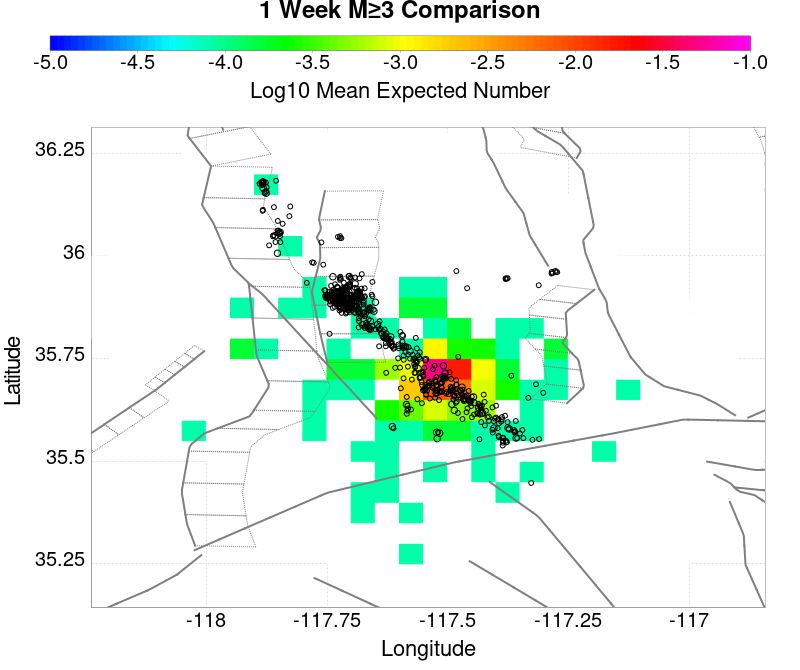 1 Week M≥3 Comparison
-5.0 -4.5 -4.0 -3.5 -3.0 -2.5 -2.0 -1.5 -1.0
Log10 Mean Expected Number
36.25
36
35.75
35.5
35.25
Latitude
-118 -117.75 -117.5 -117.25 -117
Longitude